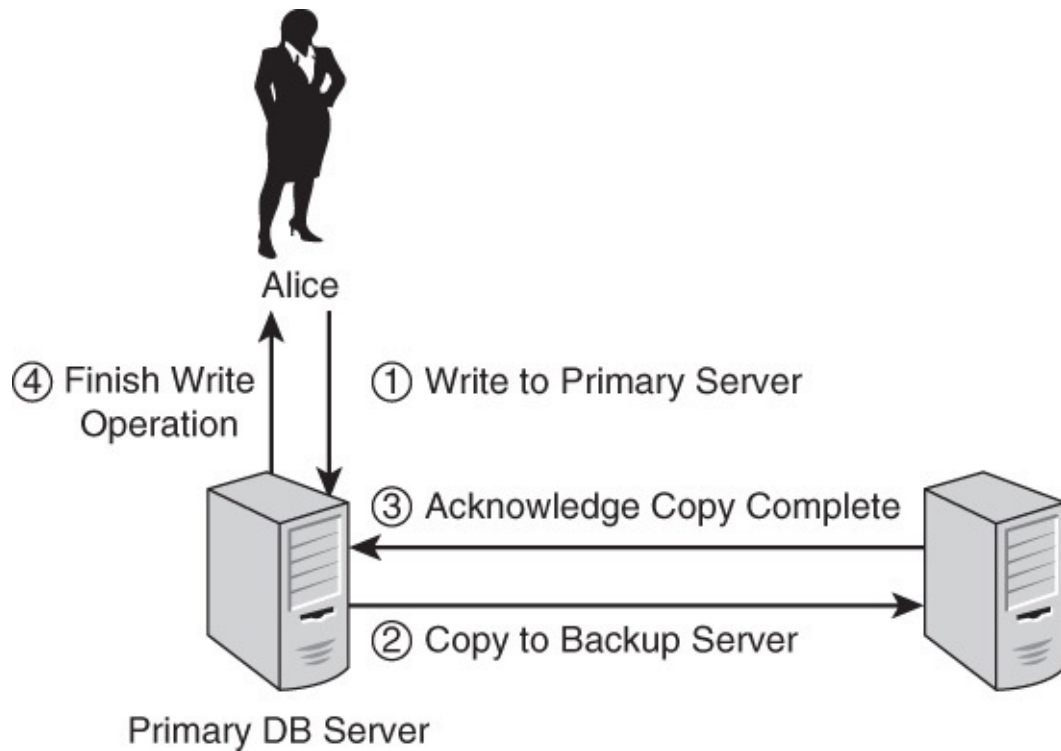 Alice
④ Finish Write
Operation
① Write to Primary Server
③ Acknowledge Copy Complete
② Copy to Backup Server
Primary DB Server